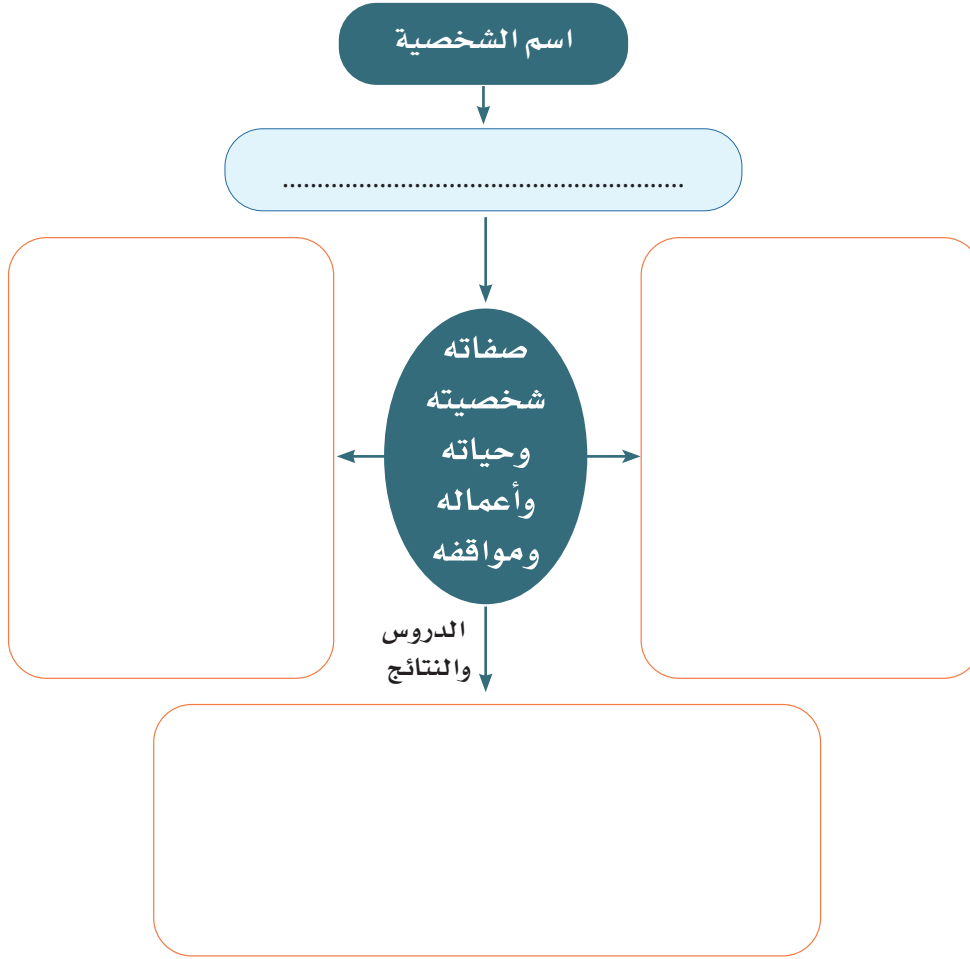 اسم الشخصية
..........................................................
صفاته
شخصيته
وحياته
وأعماله
ومواقفه
الدروس
والنتائج